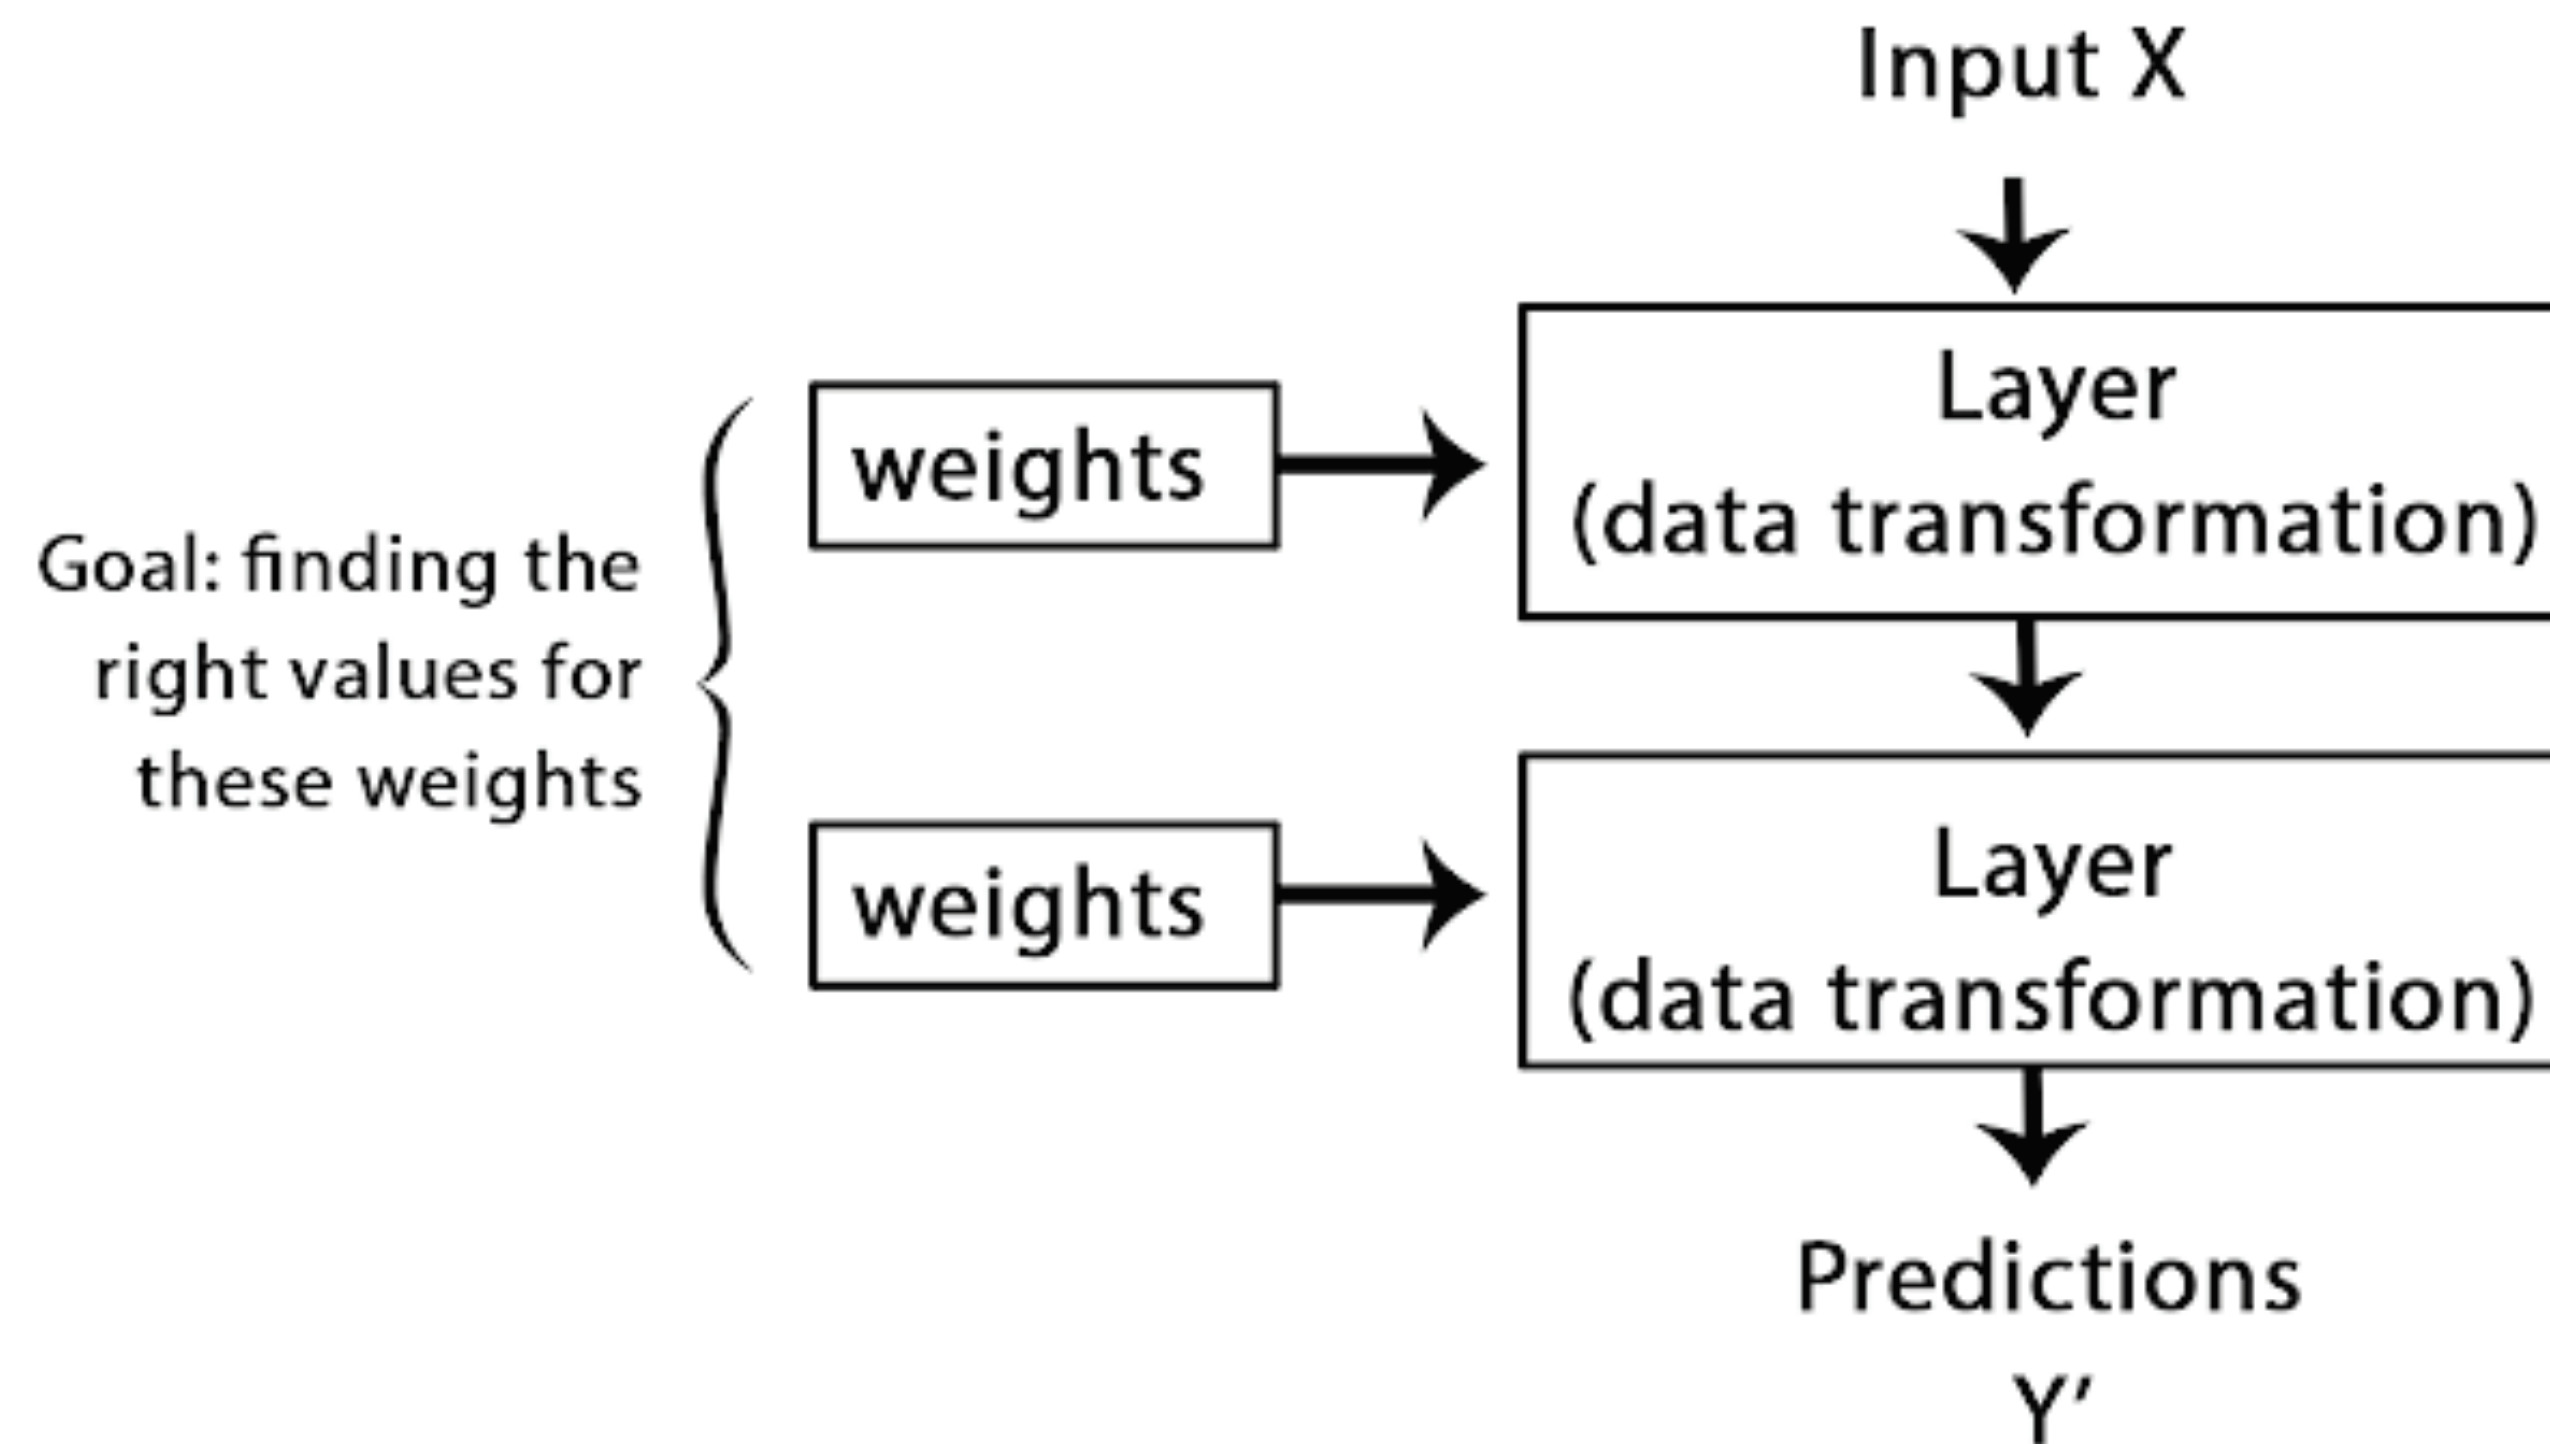 Input X
Layer
(data transformation)
weights
Goal: finding the
right values for
these weights
Layer
(data transformation)
weights
Predictions
Y′